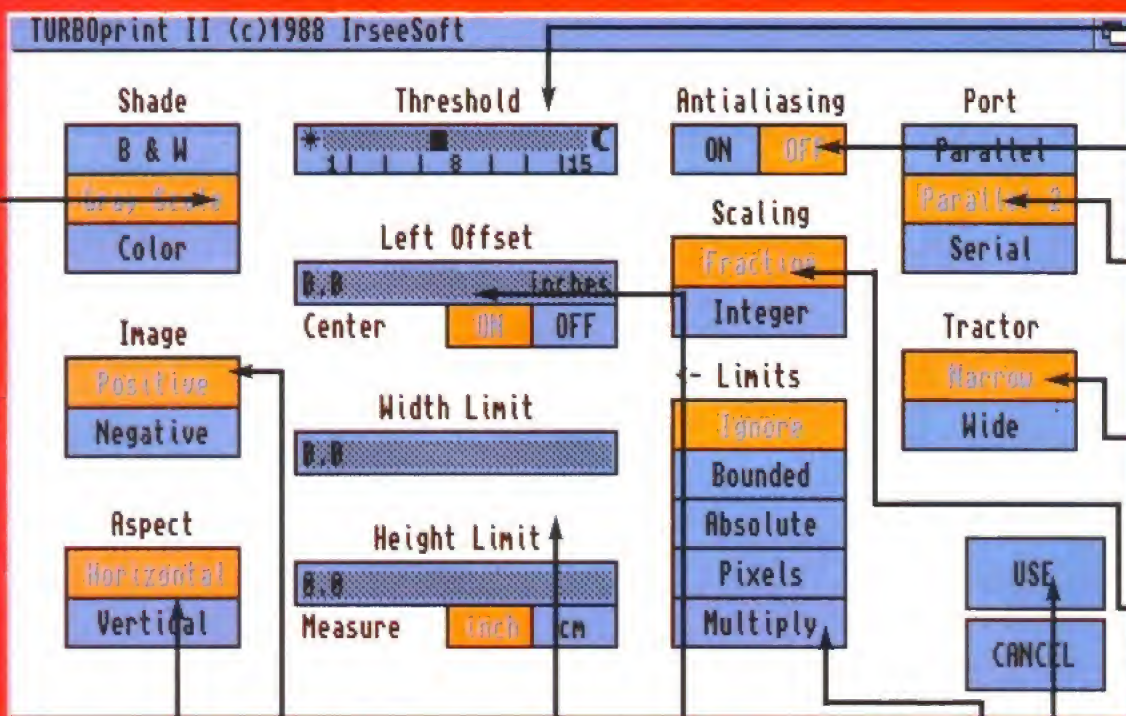 TURBOprint II (c)1988 IrseeSoft
Shade
B & W
Gray Scale
Color
Image
Positive
Negative
Aspect
Horizontal
Vertical
Threshold
1 8 15
Left Offset
0.0 inches
Center ON OFF
Width Limit
0.0
Height Limit
0.0
Measure inch cm
Antialiasing
ON OFF
Scaling
Fraction
Integer
<- Limits
Ignore
Bounded
Absolute
Pixels
Multiply
Port
Parallel
Parallel 2
Serial
Tractor
Narrow
Wide
USE
CANCEL